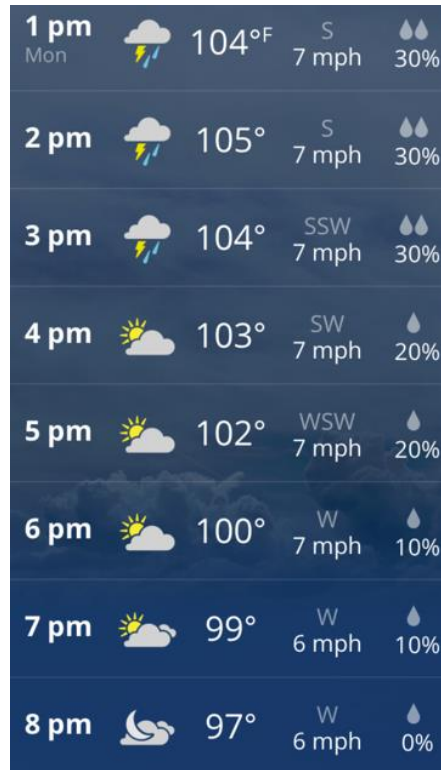 1 pm 104°F S 30%
Mon 7 mph
2 pm 105° S 30%
7 mph
3 pm 104° SSW 30%
7 mph
4 pm 103° SW 20%
7 mph
5 pm 102° WSW 20%
7 mph
6 pm 100° W 10%
7 mph
7 pm 99° W 10%
6 mph
8 pm 97° W 0%
6 mph